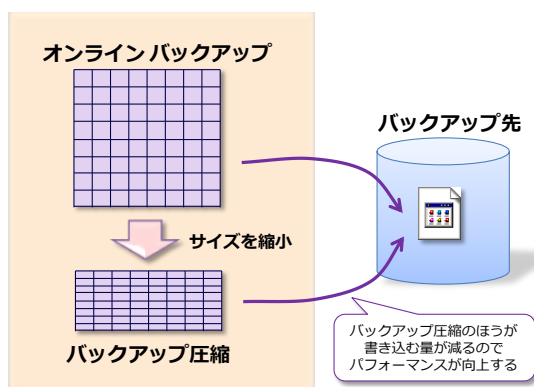 オンライン バックアップ
バックアップ先
サイズを縮小
バックアップ圧縮
バックアップ圧縮のほうが
書き込む量が減るので
パフォーマンスが向上する